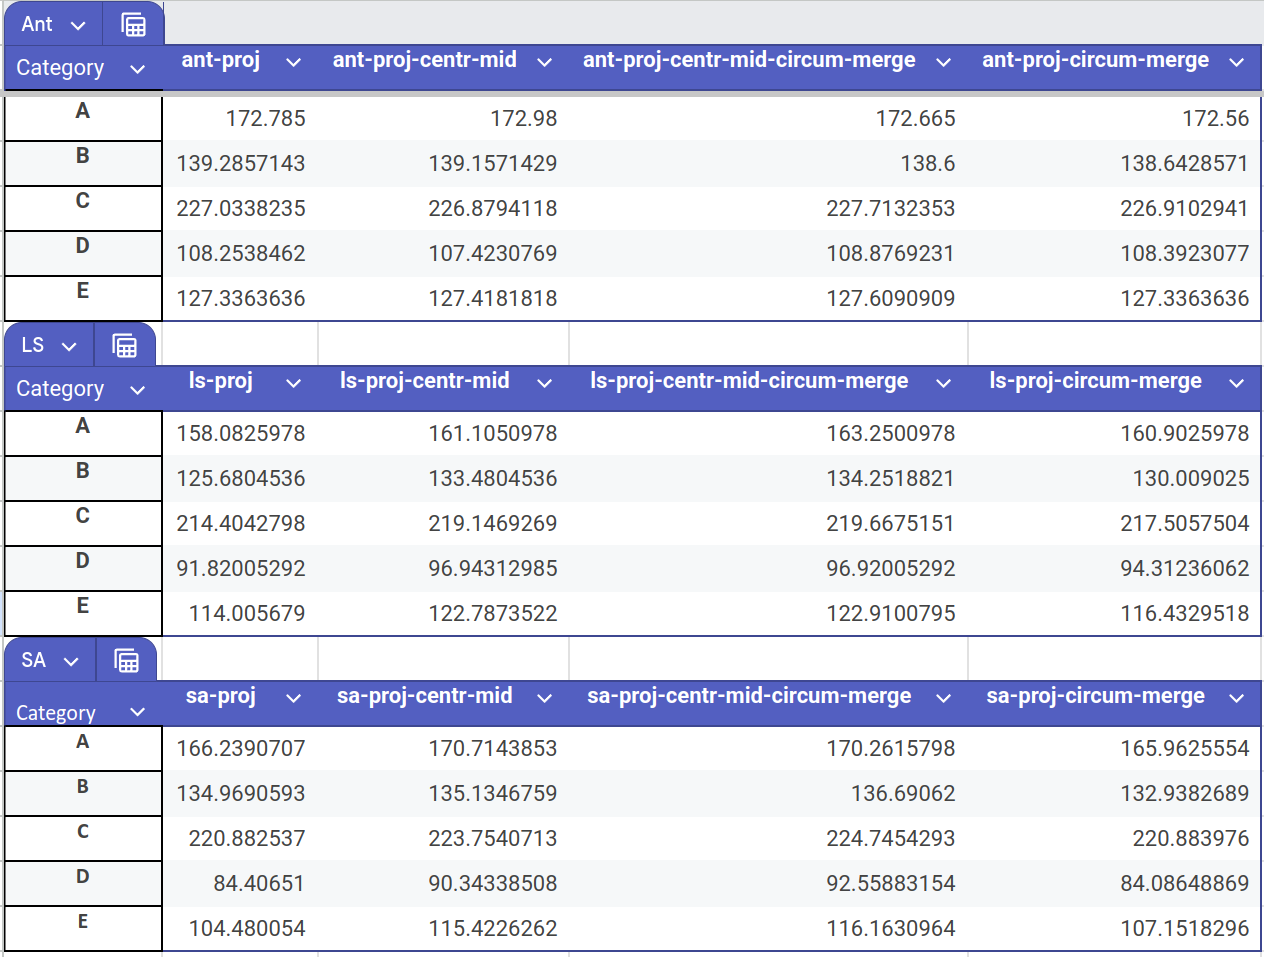 Ant
Category ant-proj ant-proj-centr-mid ant-proj-centr-mid-circum-merge ant-proj-circum-merge
A 172.785 172.98 172.665 172.56
B 139.2857143 139.1571429 138.6 138.6428571
C 227.0338235 226.8794118 227.7132353 226.9102941
D 108.2538462 107.4230769 108.8769231 108.3923077
E 127.3363636 127.4181818 127.6090909 127.3363636
LS
Category ls-proj ls-proj-centr-mid ls-proj-centr-mid-circum-merge ls-proj-circum-merge
A 158.0825978 161.1050978 163.2500978 160.9025978
B 125.6804536 133.4804536 134.2518821 130.009025
C 214.4042798 219.1469269 219.6675151 217.5057504
D 91.82005292 96.94312985 96.92005292 94.31236062
E 114.005679 122.7873522 122.9100795 116.4329518
SA
Category sa-proj sa-proj-centr-mid sa-proj-centr-mid-circum-merge sa-proj-circum-merge
A 166.2390707 170.7143853 170.2615798 165.9625554
B 134.9690593 135.1346759 136.69062 132.9382689
C 220.882537 223.7540713 224.7454293 220.883976
D 84.40651 90.34338508 92.55883154 84.08648869
E 104.480054 115.4226262 116.1630964 107.1518296